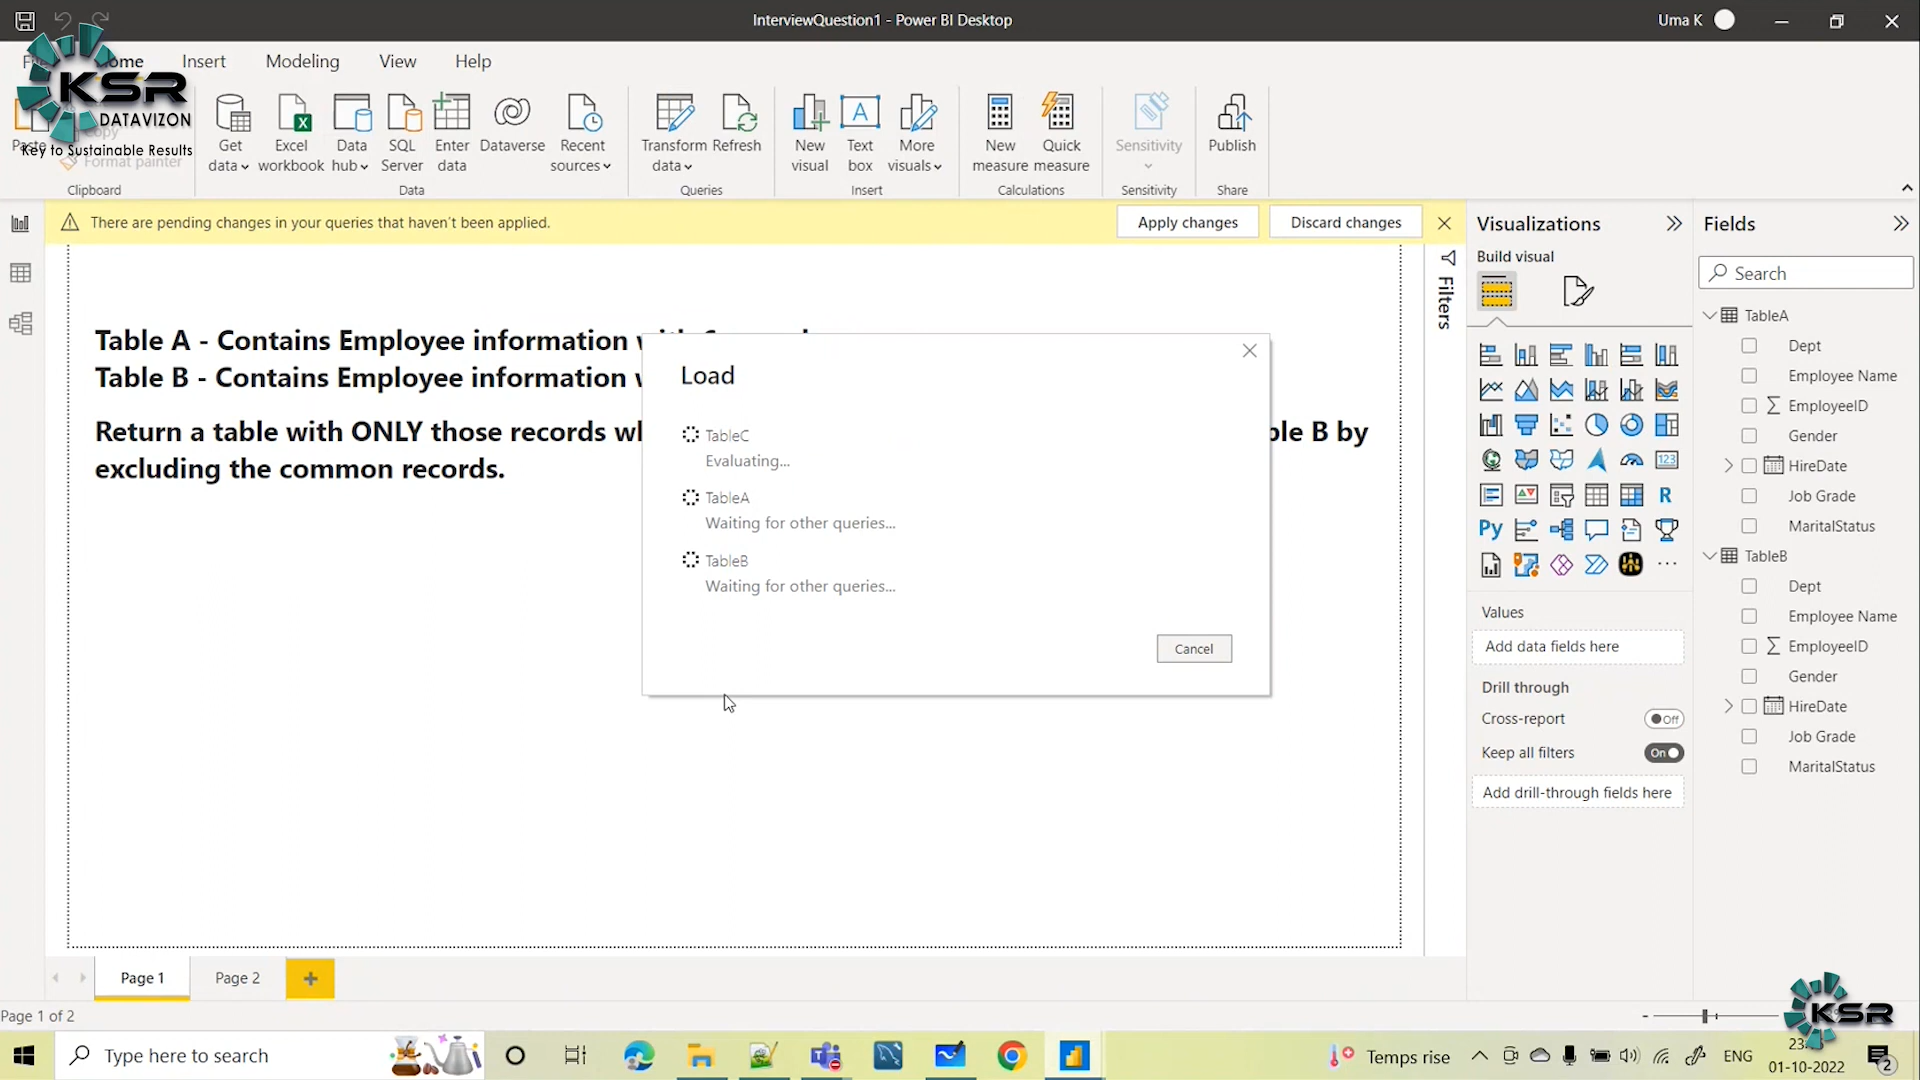 InterviewQuestion1 - Power BI Desktop
Uma K
Home
Insert
Modeling
View
Help
KSR
DATAVIZON
Key to Sustainable Results
Paste
Copy
Format painter
Clipboard
Get data
Excel workbook
Data hub
SQL Server
Enter data
Dataverse
Recent sources
Data
Transform data
Refresh
Queries
New visual
Text box
More visuals
Insert
New measure
Quick measure
Calculations
Sensitivity
Sensitivity
Publish
Share
There are pending changes in your queries that haven't been applied.
Apply changes
Discard changes
Table A - Contains Employee information
Table B - Contains Employee information
Return a table with ONLY those records
ble B by
excluding the common records.
Load
TableC
Evaluating...
TableA
Waiting for other queries...
TableB
Waiting for other queries...
Cancel
Filters
Visualizations
Build visual
123
R
Py
Values
Add data fields here
Drill through
Cross-report
Off
Keep all filters
On
Add drill-through fields here
Fields
Search
TableA
Dept
Employee Name
EmployeeID
Gender
HireDate
Job Grade
MaritalStatus
TableB
Dept
Employee Name
EmployeeID
Gender
HireDate
Job Grade
MaritalStatus
Page 1
Page 2
Page 1 of 2
KSR
Type here to search
Temps rise
ENG
01-10-2022
2